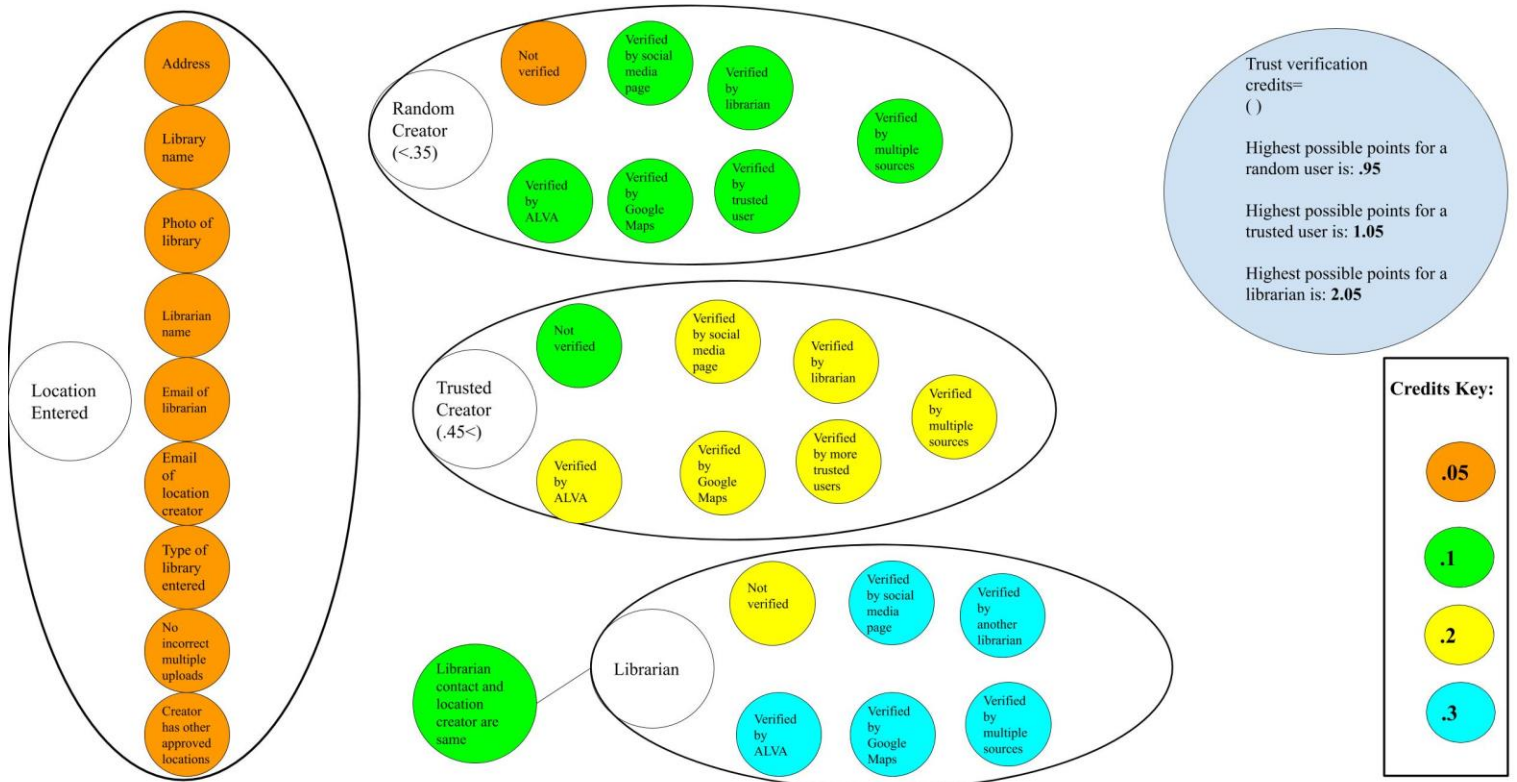 Location
Entered
Address
Library
name
Photo of
library
Librarian
name
Email of
librarian
Email
of
location
creator
Type of
library
entered
No
incorrect
multiple
uploads
Creator
has other
approved
locations
Random
Creator
(<.35)
Not
verified
Verified
by social
media
page
Verified
by
librarian
Verified
by
multiple
sources
Verified
by
ALVA
Verified
by
Google
Maps
Verified
by
trusted
user
Trusted
Creator
(.45<)
Not
verified
Verified
by social
media
page
Verified
by
librarian
Verified
by
multiple
sources
Verified
by
ALVA
Verified
by
Google
Maps
Verified
by more
trusted
users
Librarian
contact and
location
creator are
same
Librarian
Not
verified
Verified
by social
media
page
Verified
by
another
librarian
Verified
by
ALVA
Verified
by
Google
Maps
Verified
by
multiple
sources
Trust verification
credits=
( )
Highest possible points for a
random user is: .95
Highest possible points for a
trusted user is: 1.05
Highest possible points for a
librarian is: 2.05
Credits Key:
.05
.1
.2
.3